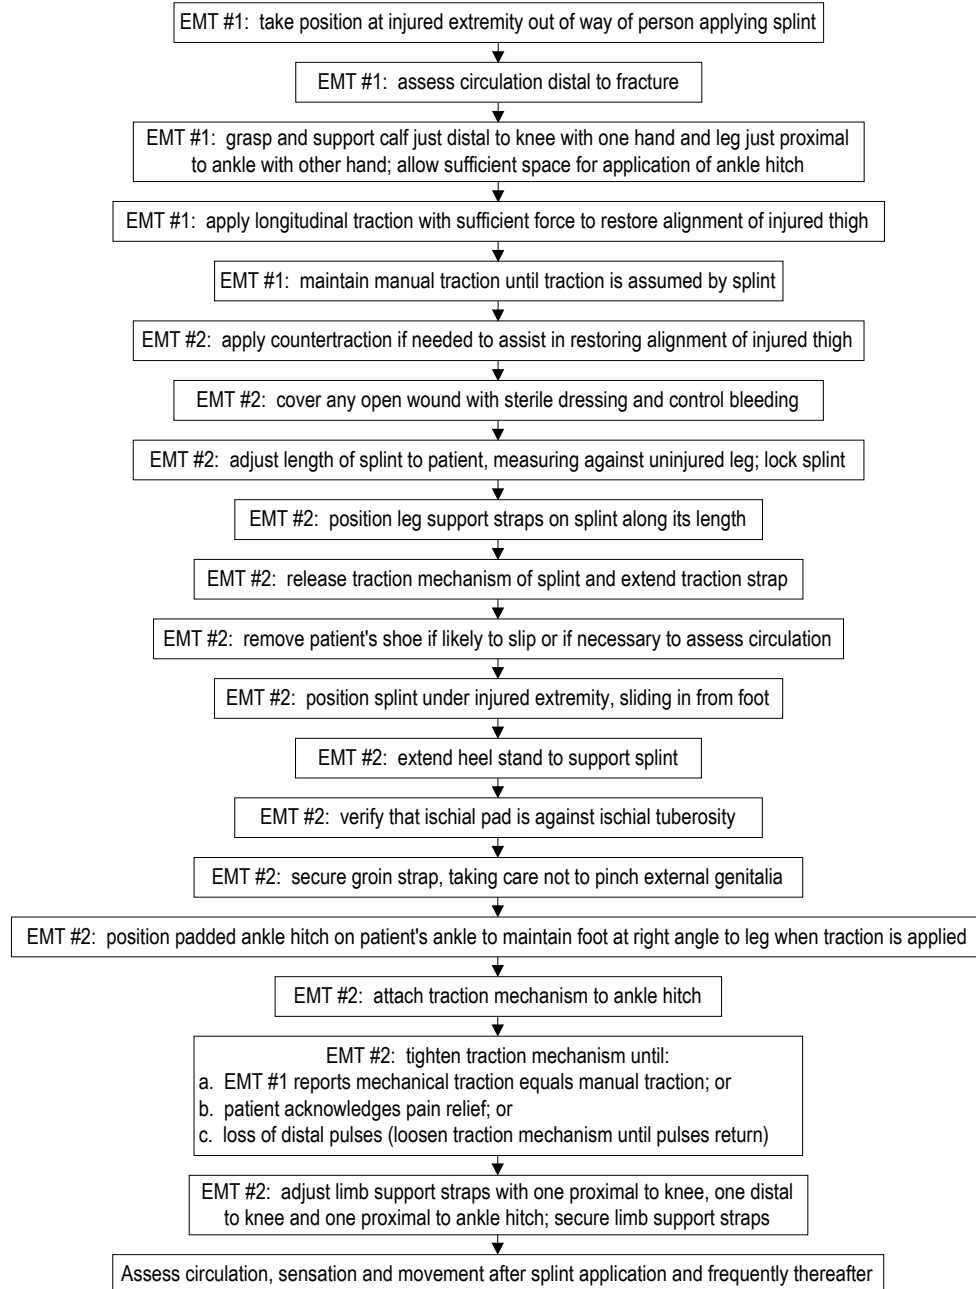 EMT #1:  take position at injured extremity out of way of person applying splint
EMT #1:  assess circulation distal to fracture
EMT #1:  grasp and support calf just distal to knee with one hand and leg just proximal
to ankle with other hand; allow sufficient space for application of ankle hitch
EMT #1:  apply longitudinal traction with sufficient force to restore alignment of injured thigh
EMT #1:  maintain manual traction until traction is assumed by splint
EMT #2:  apply countertraction if needed to assist in restoring alignment of injured thigh
EMT #2:  cover any open wound with sterile dressing and control bleeding
EMT #2:  adjust length of splint to patient, measuring against uninjured leg; lock splint
EMT #2:  position leg support straps on splint along its length
EMT #2:  release traction mechanism of splint and extend traction strap
EMT #2:  remove patient's shoe if likely to slip or if necessary to assess circulation
EMT #2:  position splint under injured extremity, sliding in from foot
EMT #2:  extend heel stand to support splint
EMT #2:  verify that ischial pad is against ischial tuberosity
EMT #2:  secure groin strap, taking care not to pinch external genitalia
EMT #2:  position padded ankle hitch on patient's ankle to maintain foot at right angle to leg when traction is applied
EMT #2:  attach traction mechanism to ankle hitch
EMT #2:  tighten traction mechanism until:
a.  EMT #1 reports mechanical traction equals manual traction; or
b.  patient acknowledges pain relief; or
c.  loss of distal pulses (loosen traction mechanism until pulses return)
EMT #2:  adjust limb support straps with one proximal to knee, one distal
to knee and one proximal to ankle hitch; secure limb support straps
Assess circulation, sensation and movement after splint application and frequently thereafter